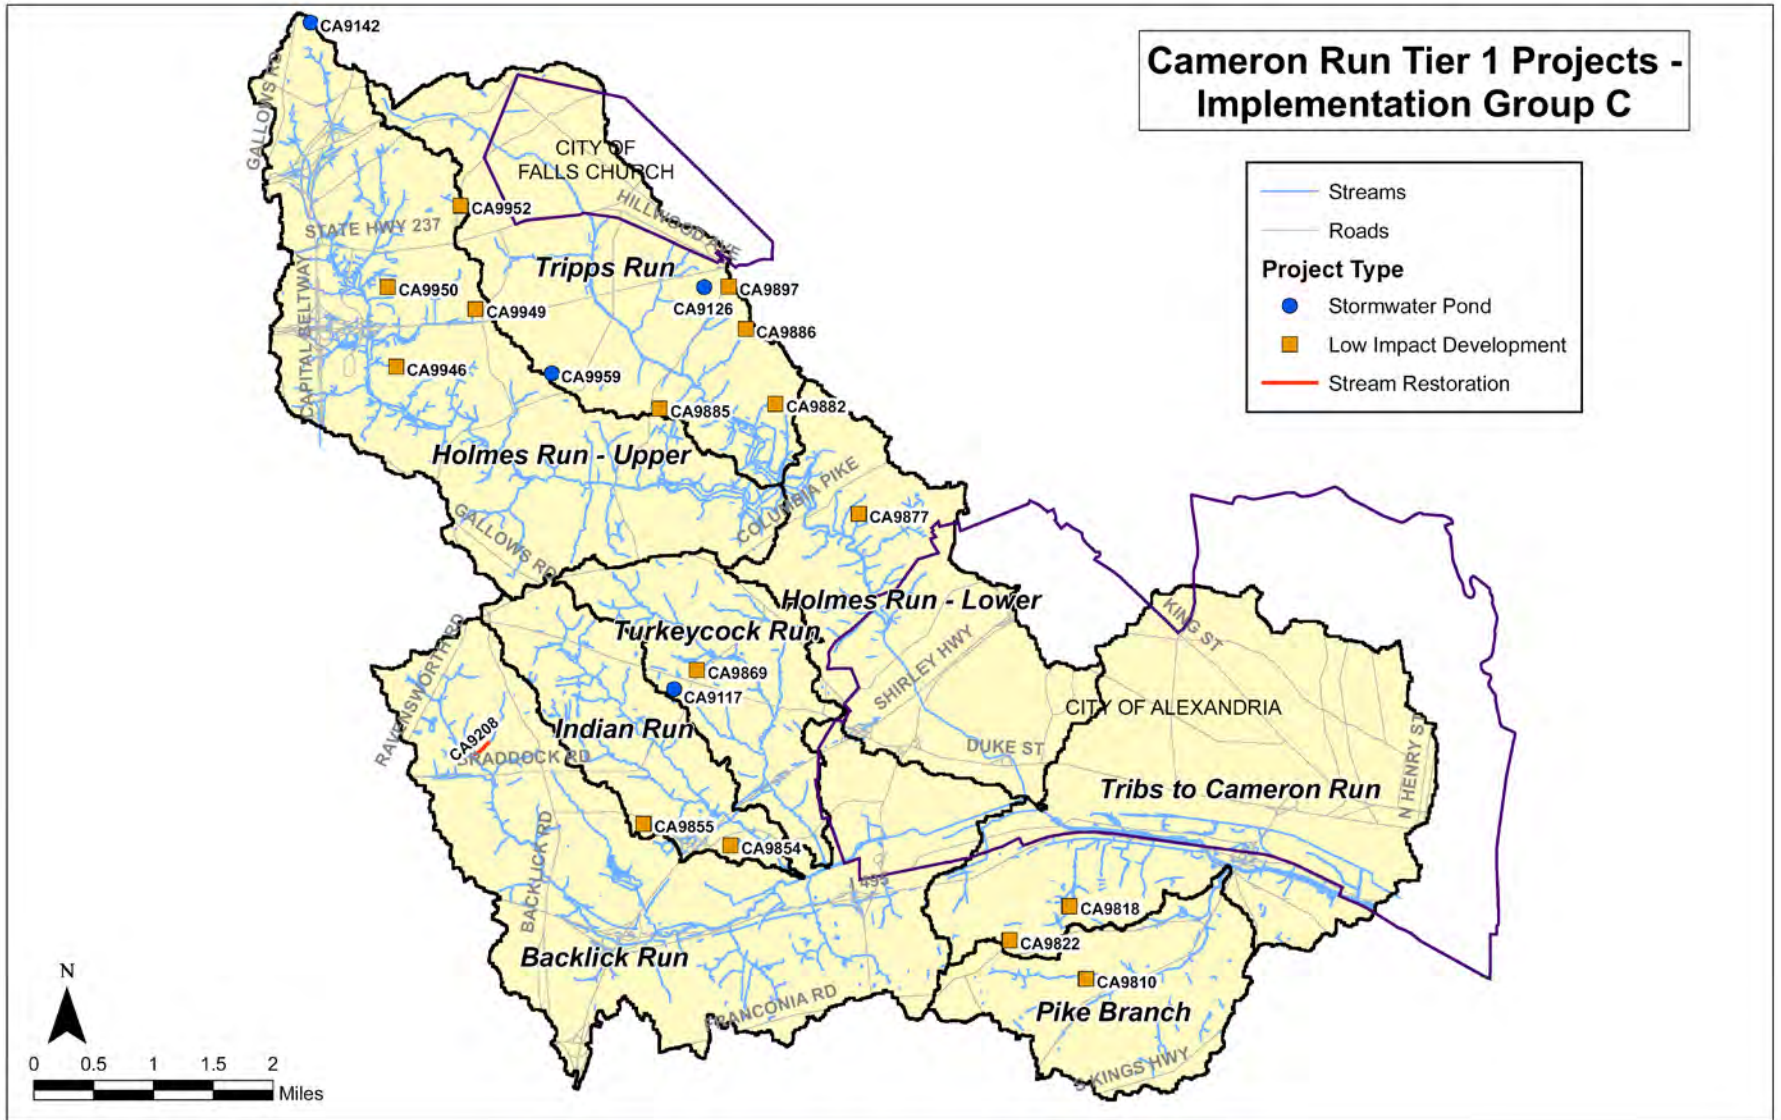 Cameron Run Tier 1 Projects -
Implementation Group C
Streams
Roads
Project Type
Stormwater Pond
Low Impact Development
Stream Restoration
CA9142
GALLOWS RD
CITY OF
FALLS CHURCH
CA9952
HILLWOOD AVE
STATE HWY 237
Tripps Run
CA9950
CA9897
CA9126
CA9949
CA9886
CAPITAL BELTWAY
CA9946
CA9959
CA9885
CA9882
Holmes Run - Upper
COLUMBIA PIKE
CA9877
GALLOWS RD
Holmes Run - Lower
KING ST
Turkeycock Run
RAVENSWORTH RD
SHIRLEY HWY
CA9869
CA9117
CITY OF ALEXANDRIA
Indian Run
CA9208
BRADDOCK RD
DUKE ST
N HENRY ST
Tribs to Cameron Run
CA9855
CA9854
BACKLICK RD
I 495
CA9818
CA9822
Backlick Run
CA9810
FRANCONIA RD
Pike Branch
S KINGS HWY
N
0 0.5 1 1.5 2
Miles